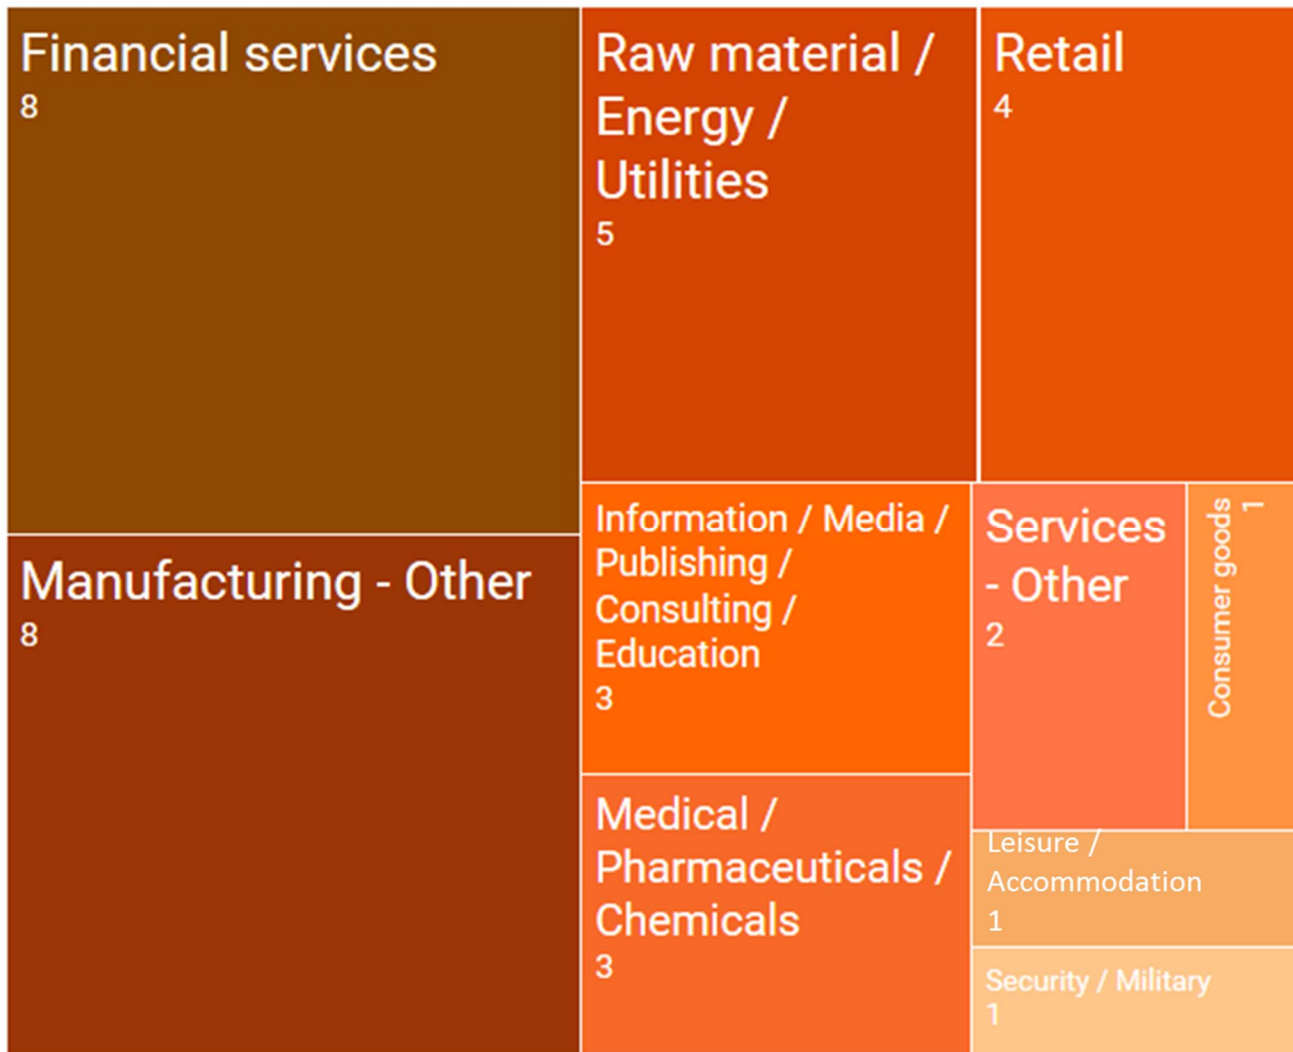 Financial services
8
Raw material /
Energy /
Utilities
5
Retail
4
Manufacturing - Other
8
Information / Media /
Publishing /
Consulting /
Education
3
Services
- Other
2
Consumer goods
1
Medical /
Pharmaceuticals /
Chemicals
3
Leisure /
Accommodation
1
Security / Military
1